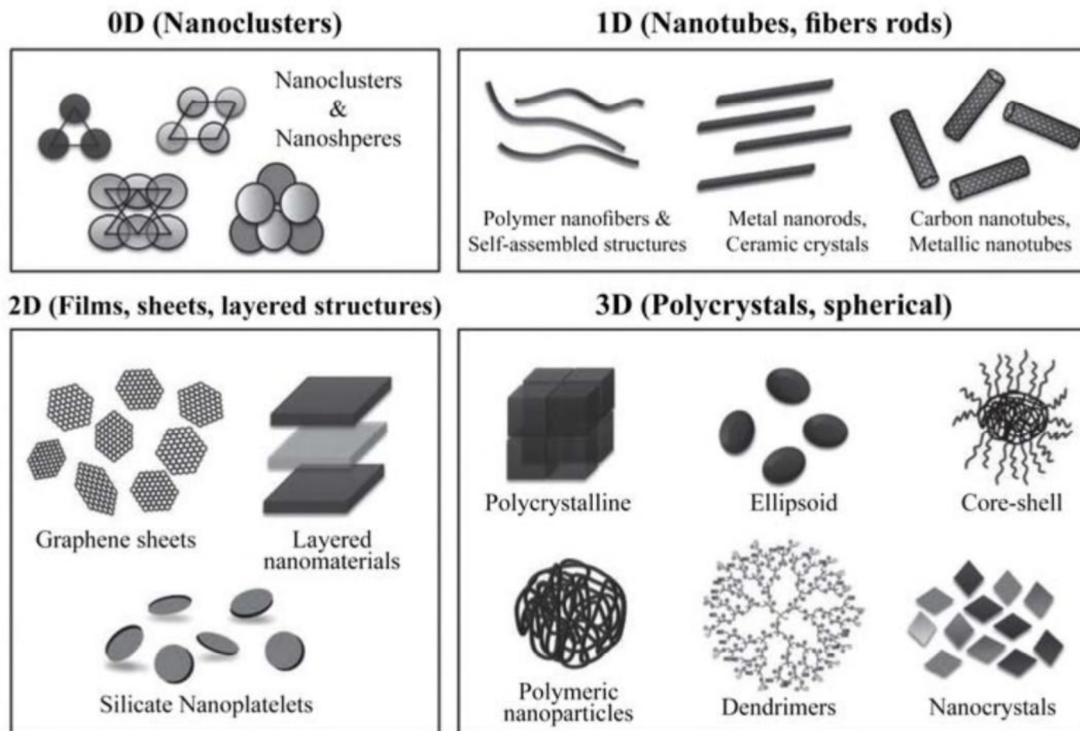 0D (Nanoclusters)
Nanoclusters
&
Nanoshperes
1D (Nanotubes, fibers rods)
Polymer nanofibers &
Self-assembled structures
Metal nanorods,
Ceramic crystals
Carbon nanotubes,
Metallic nanotubes
2D (Films, sheets, layered structures)
Graphene sheets
Layered
nanomaterials
Silicate Nanoplatelets
3D (Polycrystals, spherical)
Polycrystalline
Ellipsoid
Core-shell
Polymeric
nanoparticles
Dendrimers
Nanocrystals